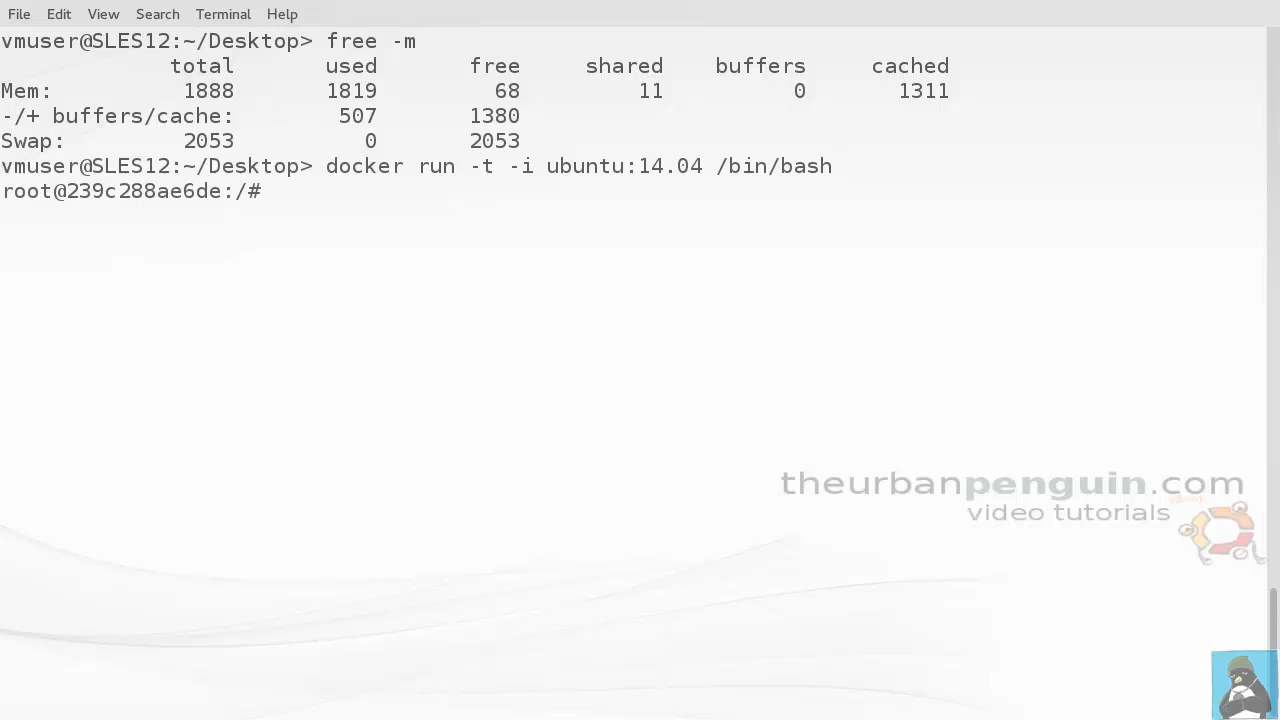 File Edit View Search Terminal Help
vmuser@SLES12:~/Desktop> free -m
total used free shared buffers cached
Mem: 1888 1819 68 11 0 1311
-/+ buffers/cache: 507 1380
Swap: 2053 0 2053
vmuser@SLES12:~/Desktop> docker run -t -i ubuntu:14.04 /bin/bash
root@239c288ae6de:/#
theurbanpenguin.com
video tutorials